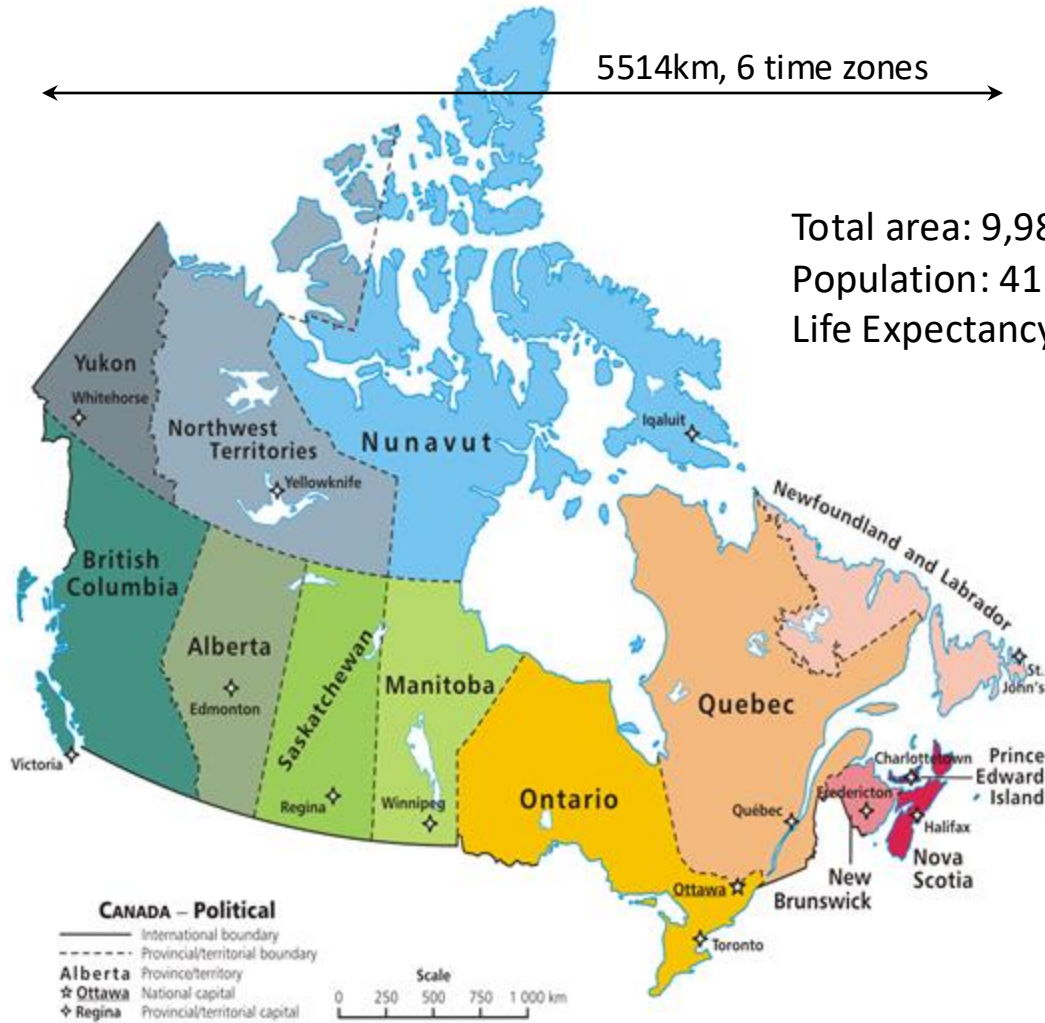 5514km, 6 time zones
Total area: 9,98
Population: 41
Life Expectancy
Yukon
Whitehorse
Northwest
Territories
Yellowknife
Nunavut
Iqaluit
Newfoundland and Labrador
British
Columbia
Alberta
Edmonton
Saskatchewan
Manitoba
Quebec
St.
John's
Victoria
Regina
Winnipeg
Ontario
Québec
Charlottetown
Prince
Edward
Island
Fredericton
Halifax
Nova
Scotia
New
Brunswick
Ottawa
Toronto
CANADA – Political
International boundary
Provincial/territorial boundary
Alberta Province/territory
Ottawa National capital
Regina Provincial/territorial capital
Scale
0 250 500 750 1 000 km